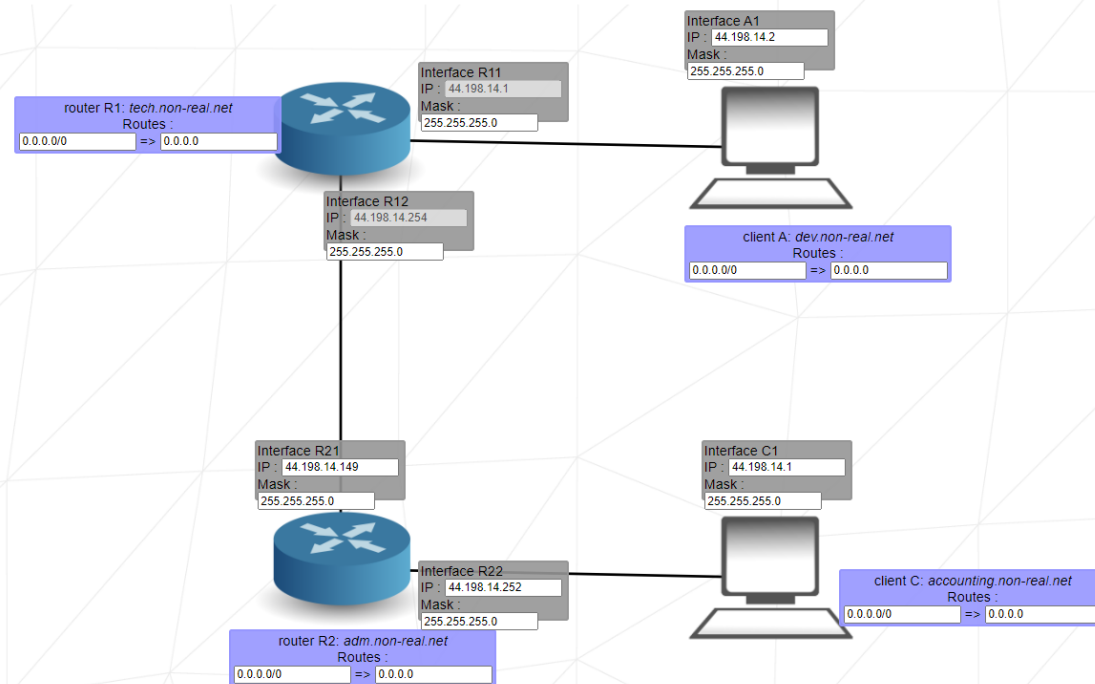 Interface A1
IP : 44.198.14.2
Mask :
255.255.255.0
Interface R11
IP : 44.198.14.1
Mask :
255.255.255.0
router R1: tech.non-real.net
Routes :
0.0.0.0/0 => 0.0.0.0
Interface R12
IP : 44.198.14.254
Mask :
255.255.255.0
client A: dev.non-real.net
Routes :
0.0.0.0/0 => 0.0.0.0
Interface R21
IP : 44.198.14.149
Mask :
255.255.255.0
Interface C1
IP : 44.198.14.1
Mask :
255.255.255.0
Interface R22
IP : 44.198.14.252
Mask :
255.255.255.0
client C: accounting.non-real.net
Routes :
0.0.0.0/0 => 0.0.0.0
router R2: adm.non-real.net
Routes :
0.0.0.0/0 => 0.0.0.0